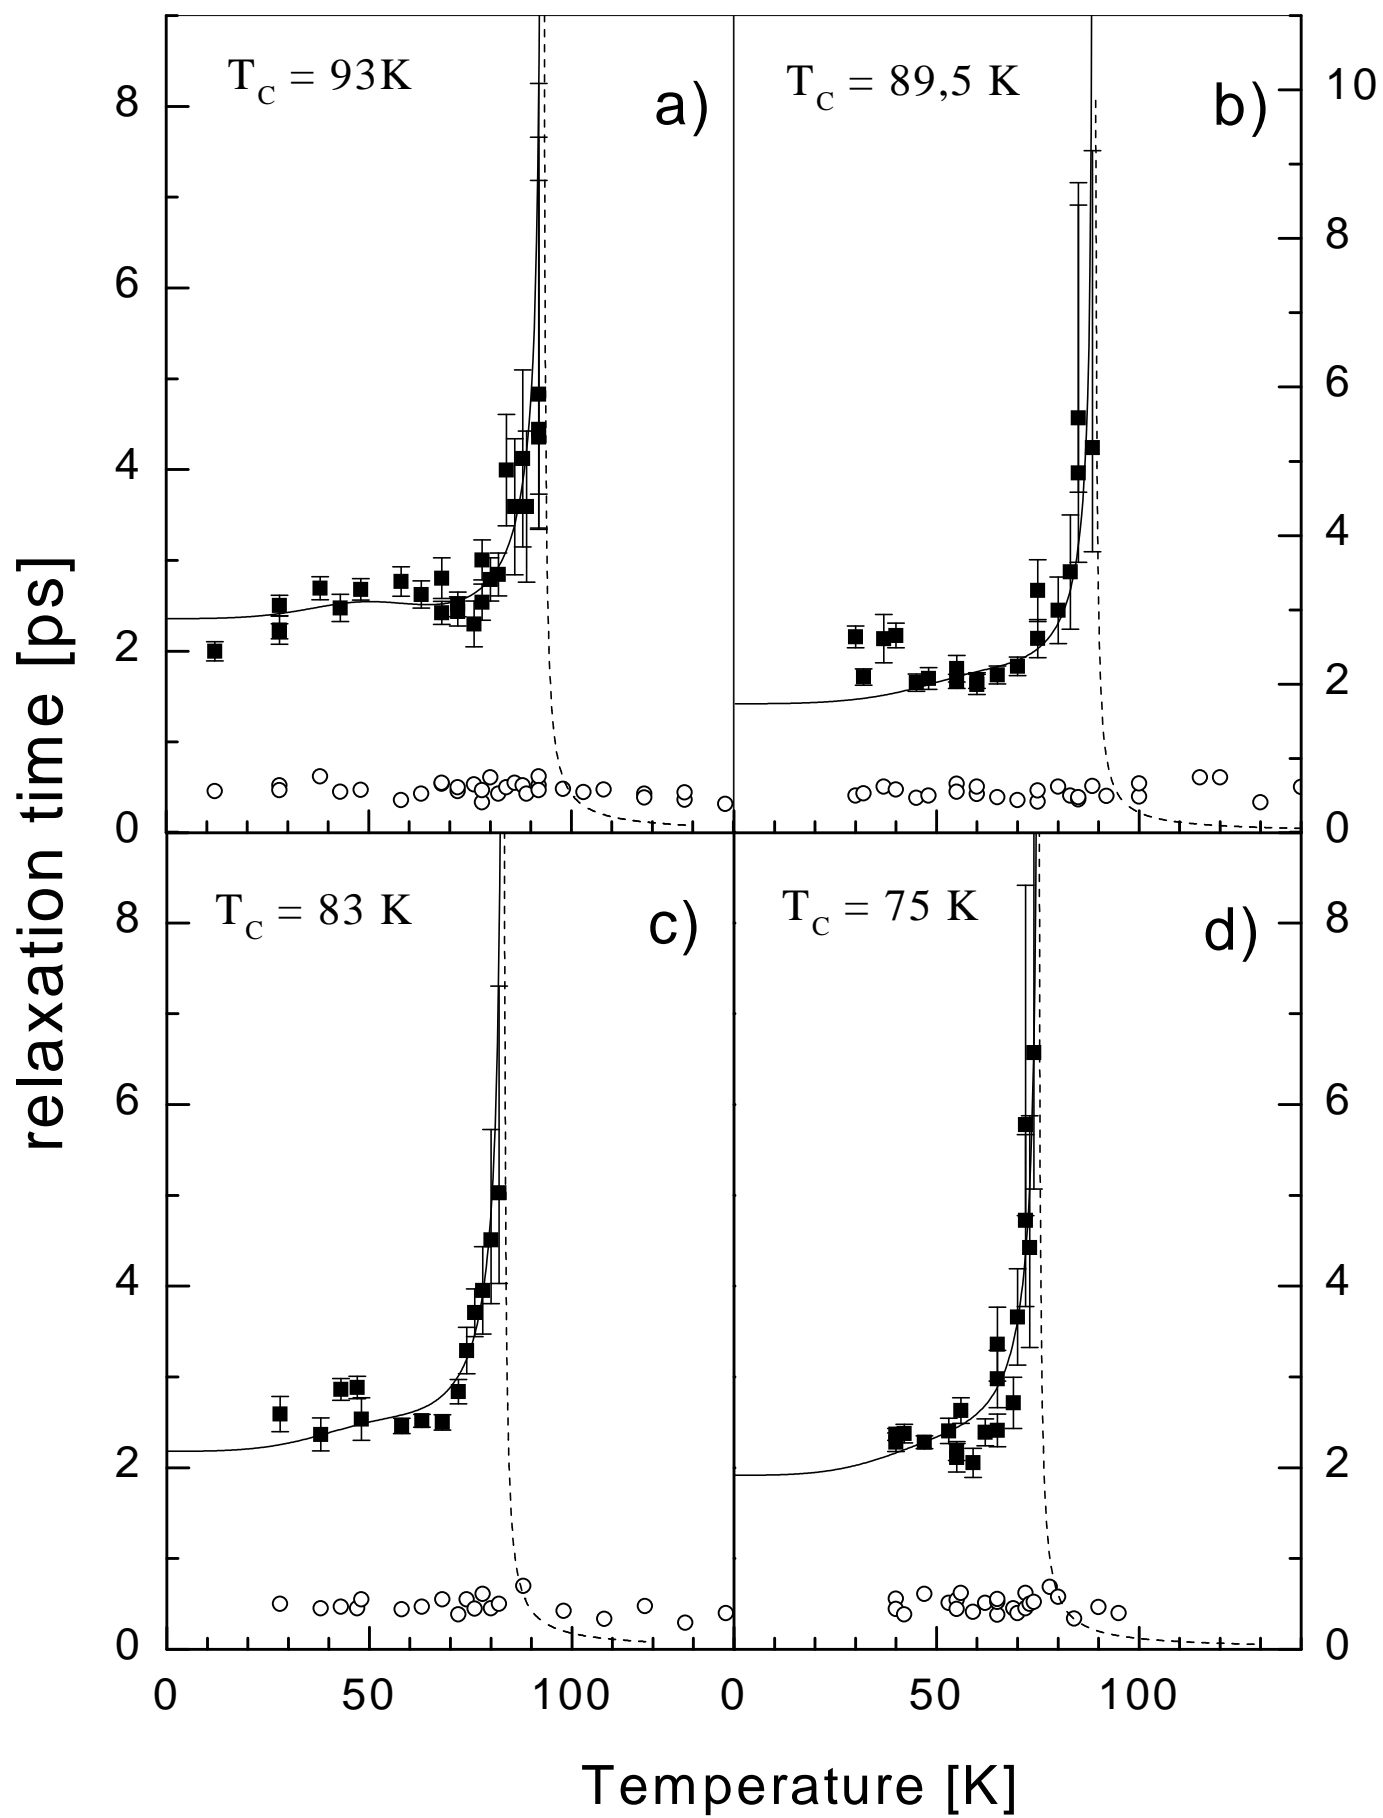 T_C = 93K
a)
T_C = 89,5 K
b)
8
6
4
2
0
10
8
6
4
2
0
T_C = 83 K
c)
T_C = 75 K
d)
8
6
4
2
0
8
6
4
2
0
0 50 100 0 50 100
relaxation time [ps]
Temperature [K]